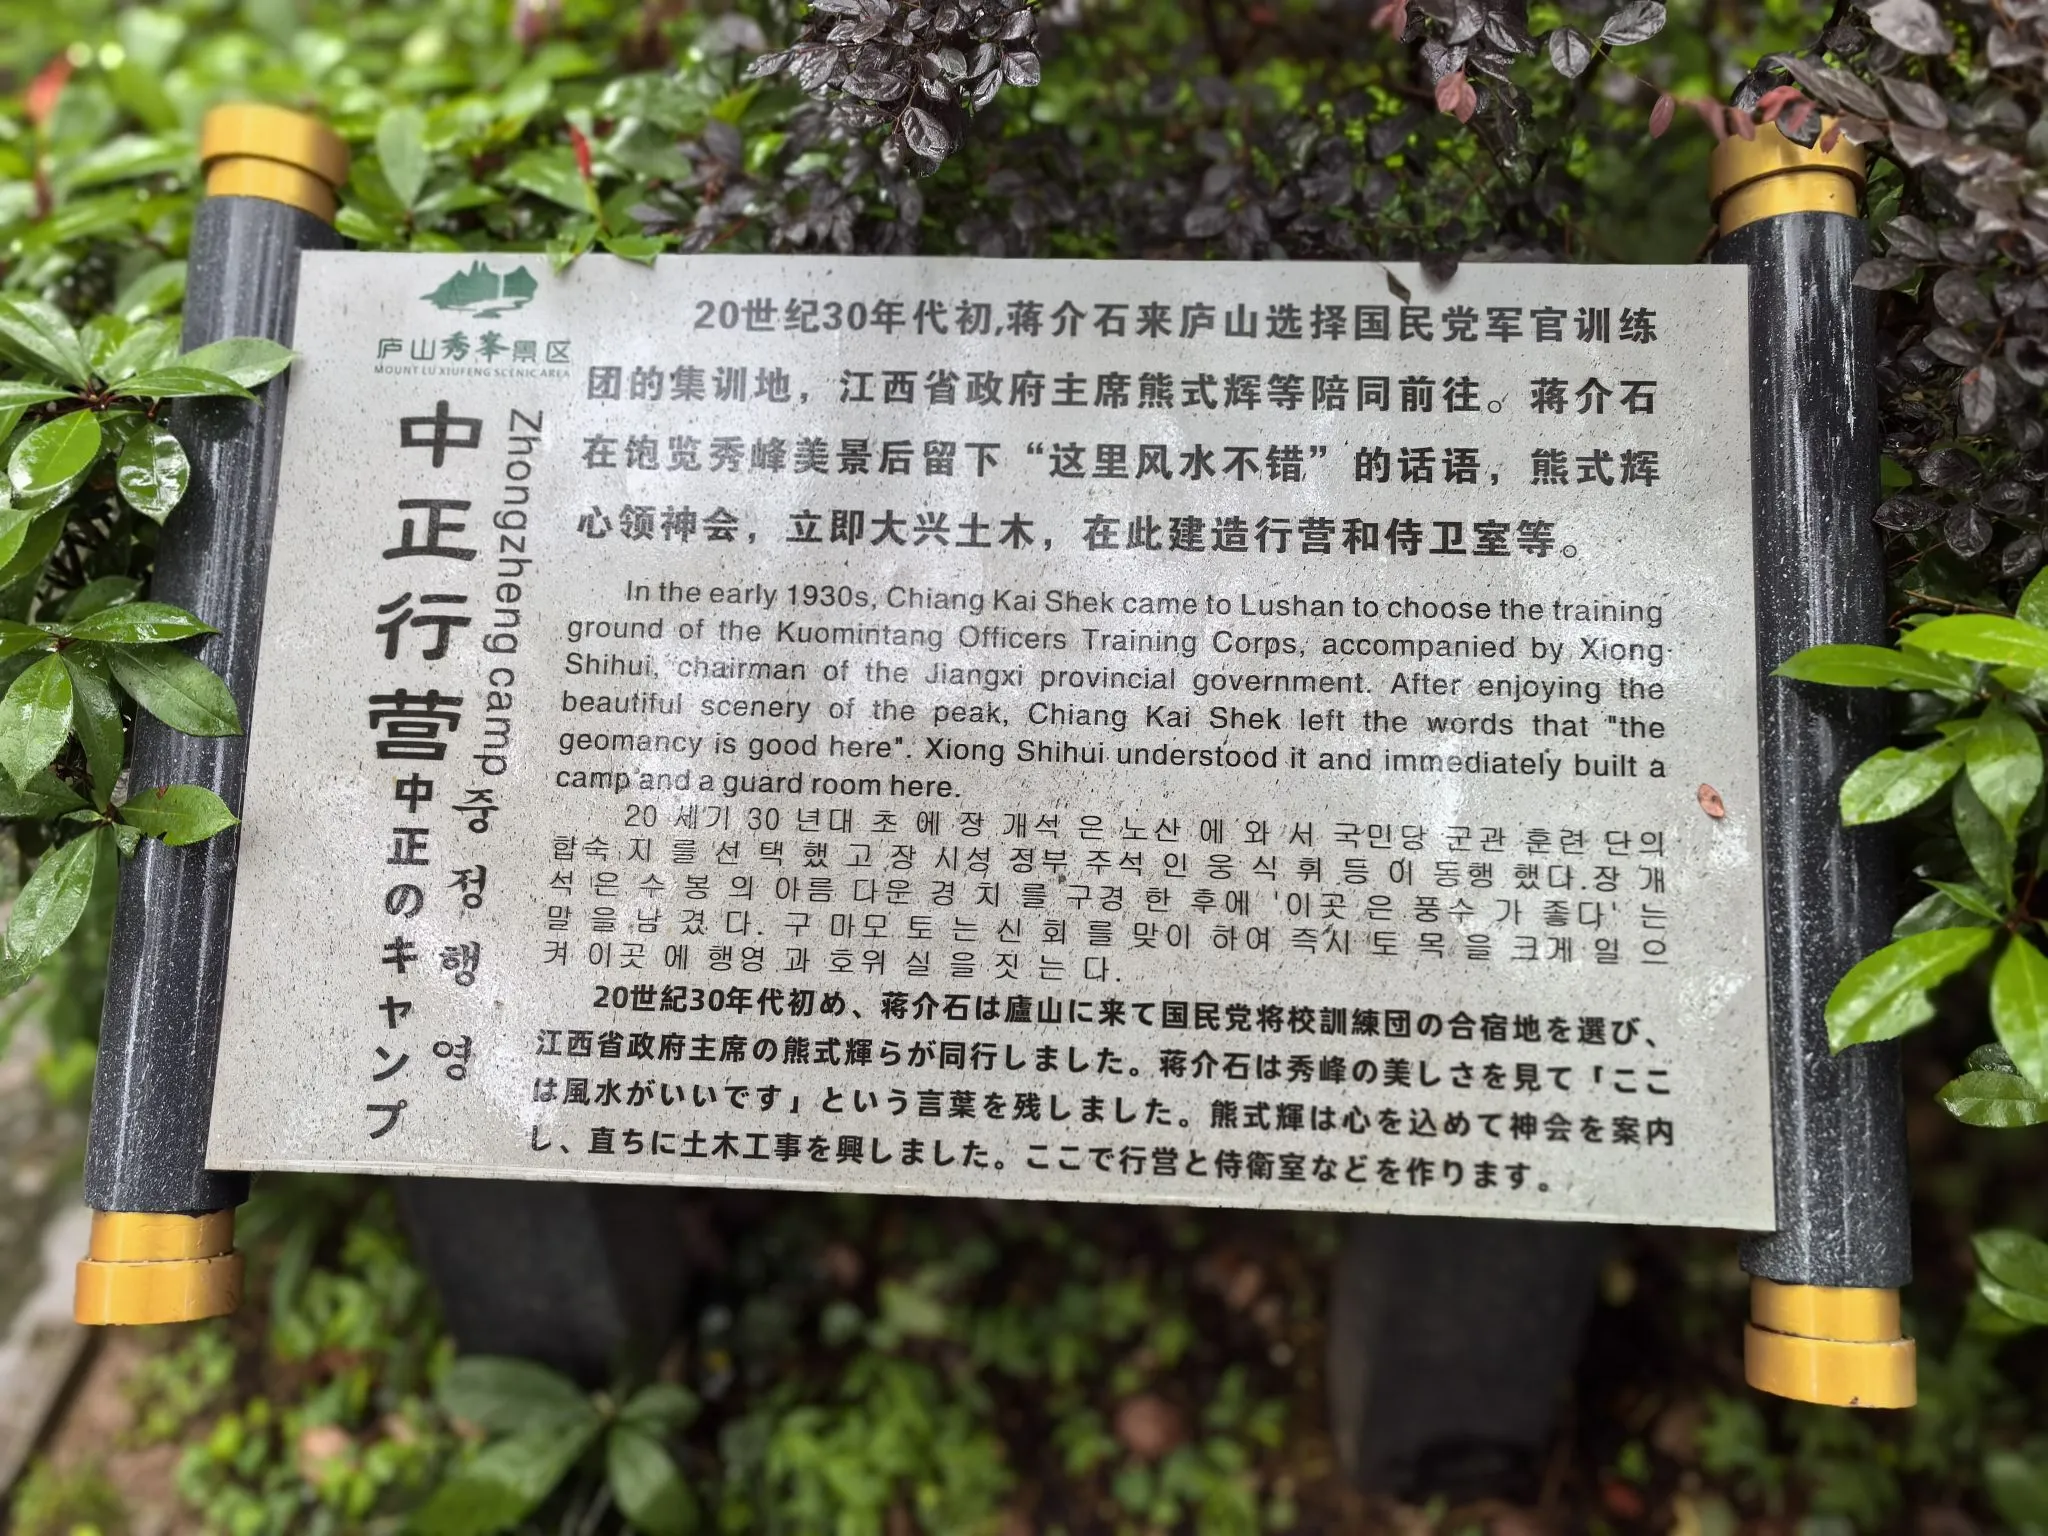 庐山秀峯景区
MOUNT LU XIUFENG SCENIC AREA
中正行营
Zhongzheng camp
중정행영
中正のキャンプ
20世纪30年代初,蒋介石来庐山选择国民党军官训练
团的集训地，江西省政府主席熊式辉等陪同前往。蒋介石
在饱览秀峰美景后留下“这里风水不错”的话语，熊式辉
心领神会，立即大兴土木，在此建造行营和侍卫室等。
In the early 1930s, Chiang Kai Shek came to Lushan to choose the training
ground of the Kuomintang Officers Training Corps, accompanied by Xiong
Shihui, chairman of the Jiangxi provincial government. After enjoying the
beautiful scenery of the peak, Chiang Kai Shek left the words that "the
geomancy is good here". Xiong Shihui understood it and immediately built a
camp and a guard room here.
20 세기 30 년대 초 에 장 개석 은 노산 에 와 서 국민당 군관 훈련 단의
합숙 지 를 선 택 했 고 장 시성 정부 주석 인 웅 식 휘 등 이 동행 했다.장 개
석 은 수 봉 의 아름 다운 경 치 를 구경 한 후에 '이곳 은 풍수 가 좋다' 는
말 을 남 겼 다. 구 마모 토 는 신 회 를 맞이 하여 즉시 토 목 을 크게 일 으
켜 이곳 에 행영 과 호위 실 을 짓 는 다.
20世紀30年代初め、蒋介石は廬山に来て国民党将校訓練団の合宿地を選び、
江西省政府主席の熊式輝らが同行しました。蒋介石は秀峰の美しさを見て「ここ
は風水がいいです」という言葉を残しました。熊式輝は心を込めて神会を案内
し、直ちに土木工事を興しました。ここで行営と侍衛室などを作ります。